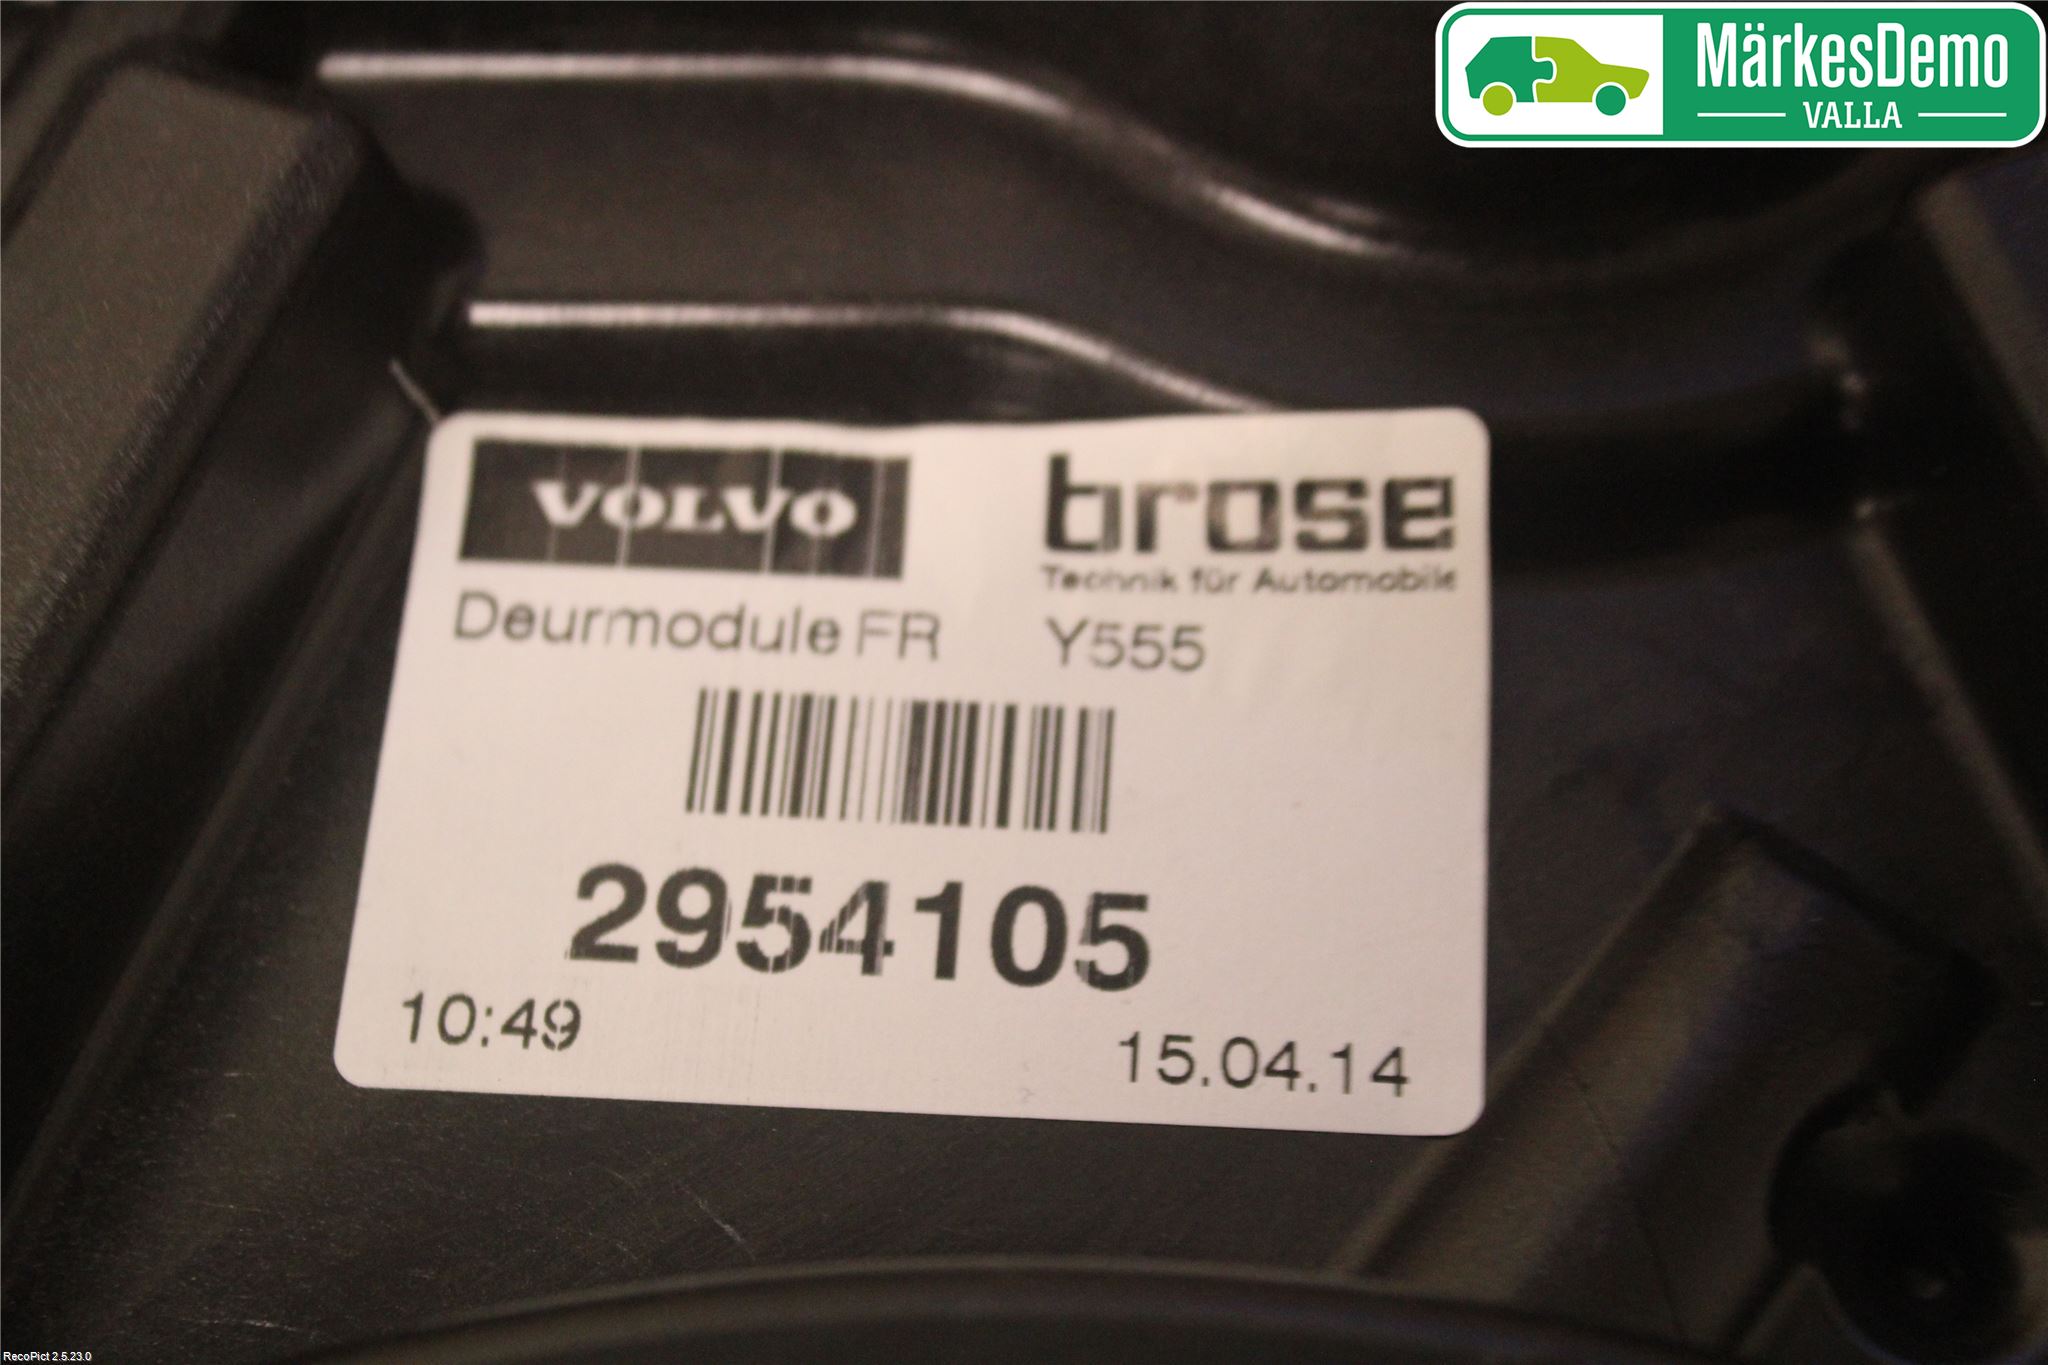 MärkesDemo
VALLA
VOLVO
brose
Technik für Automobile
Deurmodule FR Y555
2954105
10:49
15.04.14
RecoPict 2.5.23.0